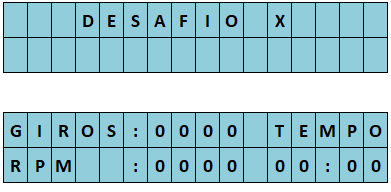 DESAFIO X
GIROS:0000 TEMPO
RPM :0000 00:00